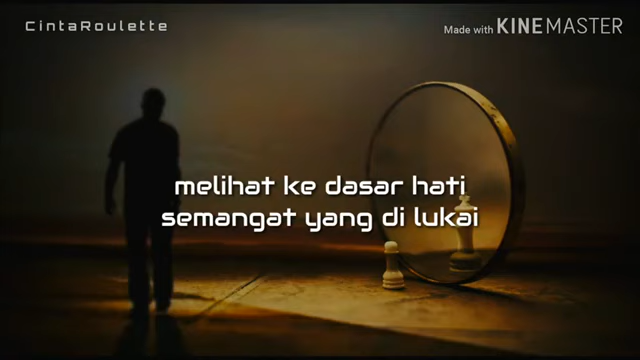 CintaRoulette
Made with KINEMASTER
melihat ke dasar hati
semangat yang di lukai